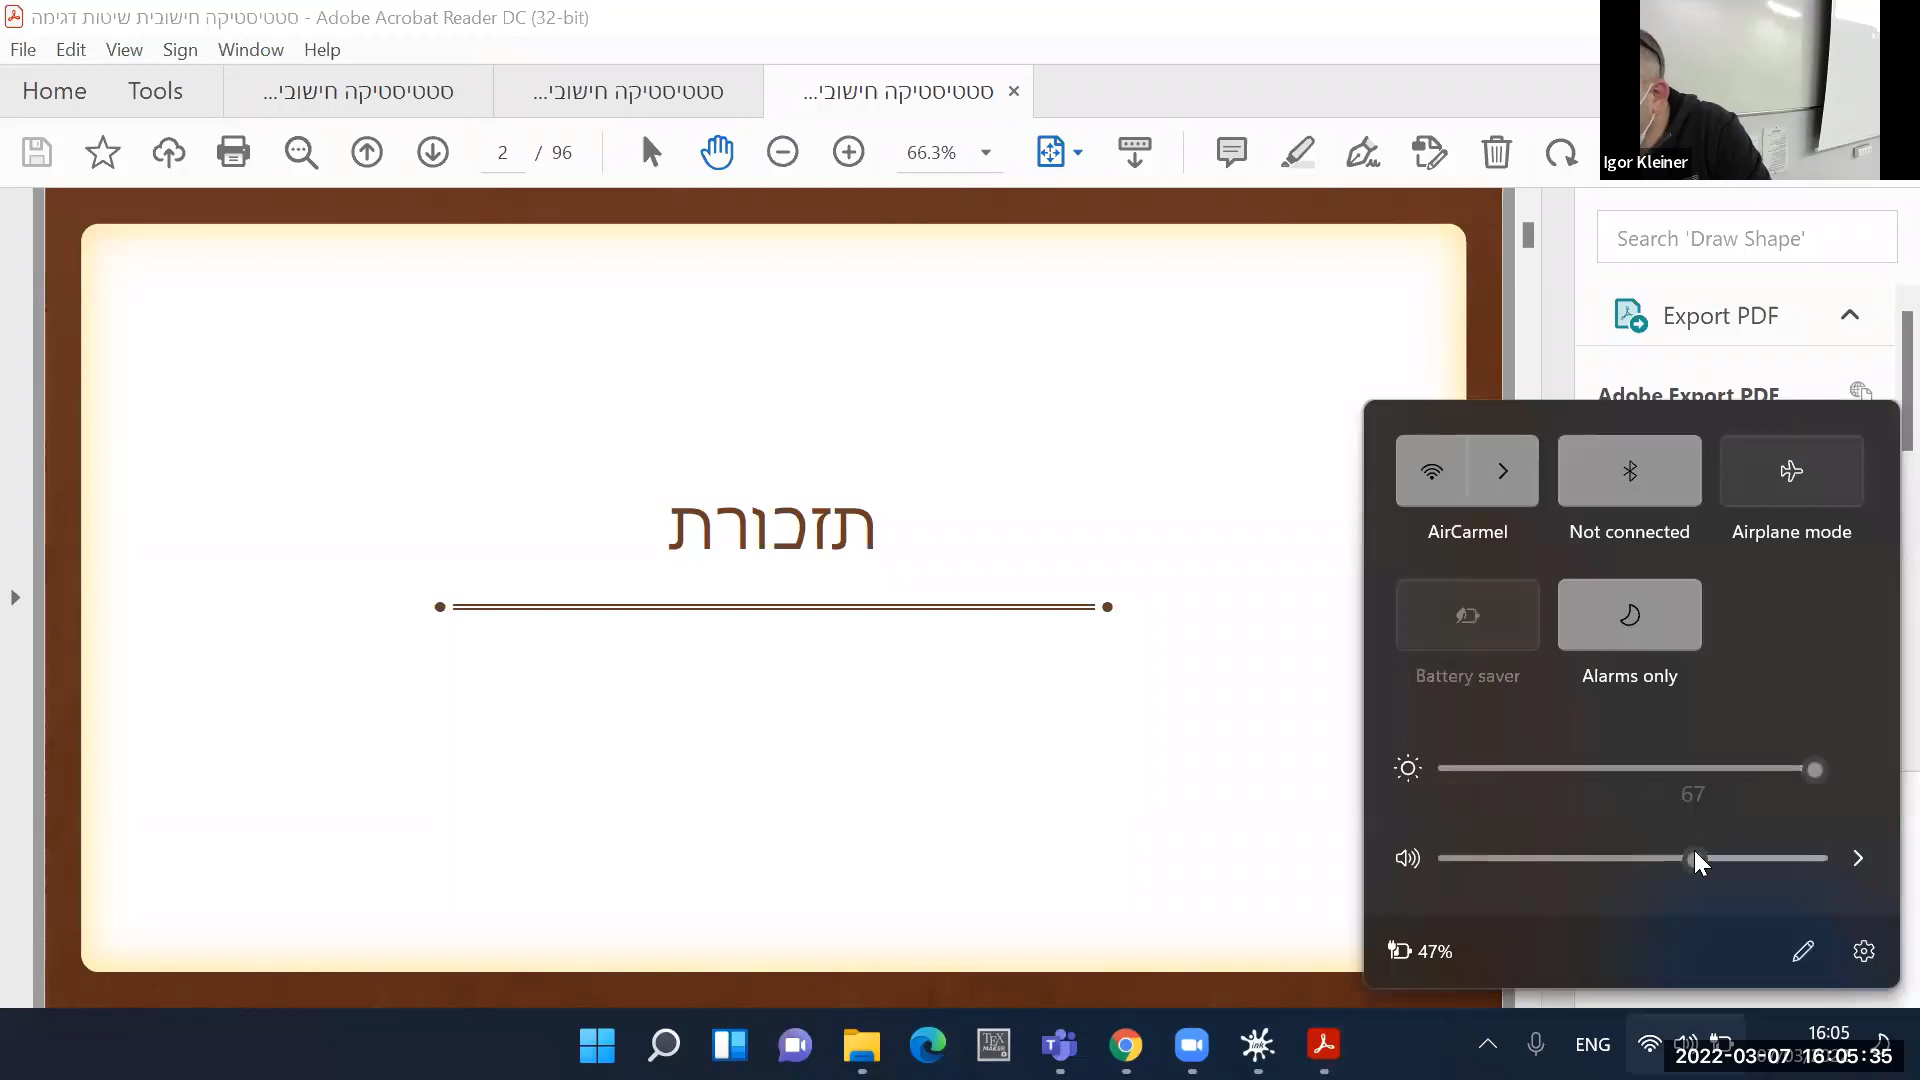 סטטיסטיקה חישובית שיטות דגימה - Adobe Acrobat Reader DC (32-bit)
File Edit View Sign Window Help
Home Tools סטטיסטיקה חישובי... סטטיסטיקה חישובי... סטטיסטיקה חישובי...
2 / 96 66.3%
Igor Kleiner
Search 'Draw Shape'
Export PDF
Adobe Export PDF
תזכורת
AirCarmel Not connected Airplane mode
Battery saver Alarms only
67
47%
TEX MAKER
ink
ENG
16:05
2022-03-07 16:05:35